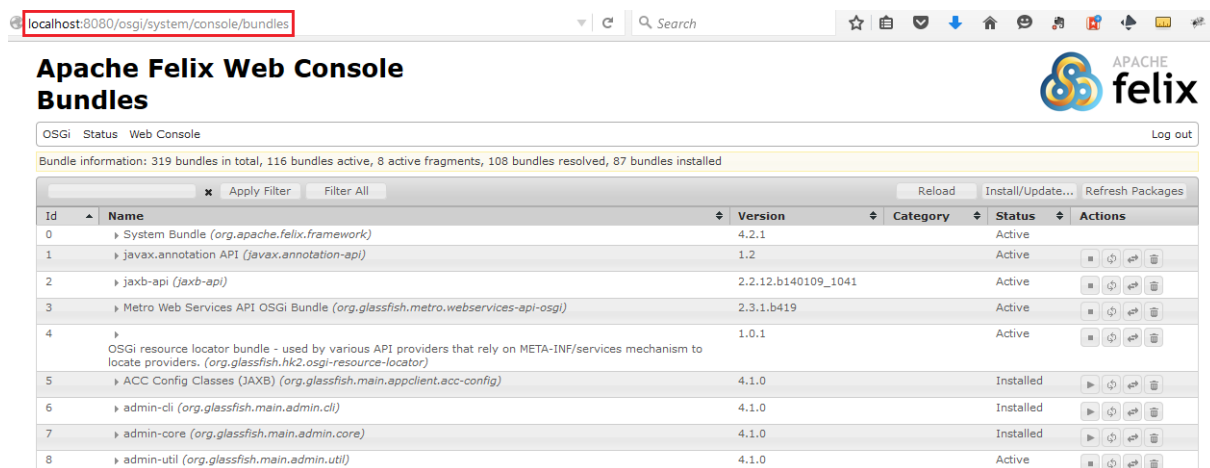 localhost:8080/osgi/system/console/bundles Search
Apache Felix Web Console
Bundles
APACHE
felix
OSGi Status Web Console Log out
Bundle information: 319 bundles in total, 116 bundles active, 8 active fragments, 108 bundles resolved, 87 bundles installed
Apply Filter Filter All Reload Install/Update... Refresh Packages
Id Name Version Category Status Actions
0 System Bundle (org.apache.felix.framework) 4.2.1 Active
1 javax.annotation API (javax.annotation-api) 1.2 Active
2 jaxb-api (jaxb-api) 2.2.12.b140109_1041 Active
3 Metro Web Services API OSGi Bundle (org.glassfish.metro.webservices-api-osgi) 2.3.1.b419 Active
4 1.0.1 Active
OSGi resource locator bundle - used by various API providers that rely on META-INF/services mechanism to
locate providers. (org.glassfish.hk2.osgi-resource-locator)
5 ACC Config Classes (JAXB) (org.glassfish.main.appclient.acc-config) 4.1.0 Installed
6 admin-cli (org.glassfish.main.admin.cli) 4.1.0 Installed
7 admin-core (org.glassfish.main.admin.core) 4.1.0 Installed
8 admin-util (org.glassfish.main.admin.util) 4.1.0 Active